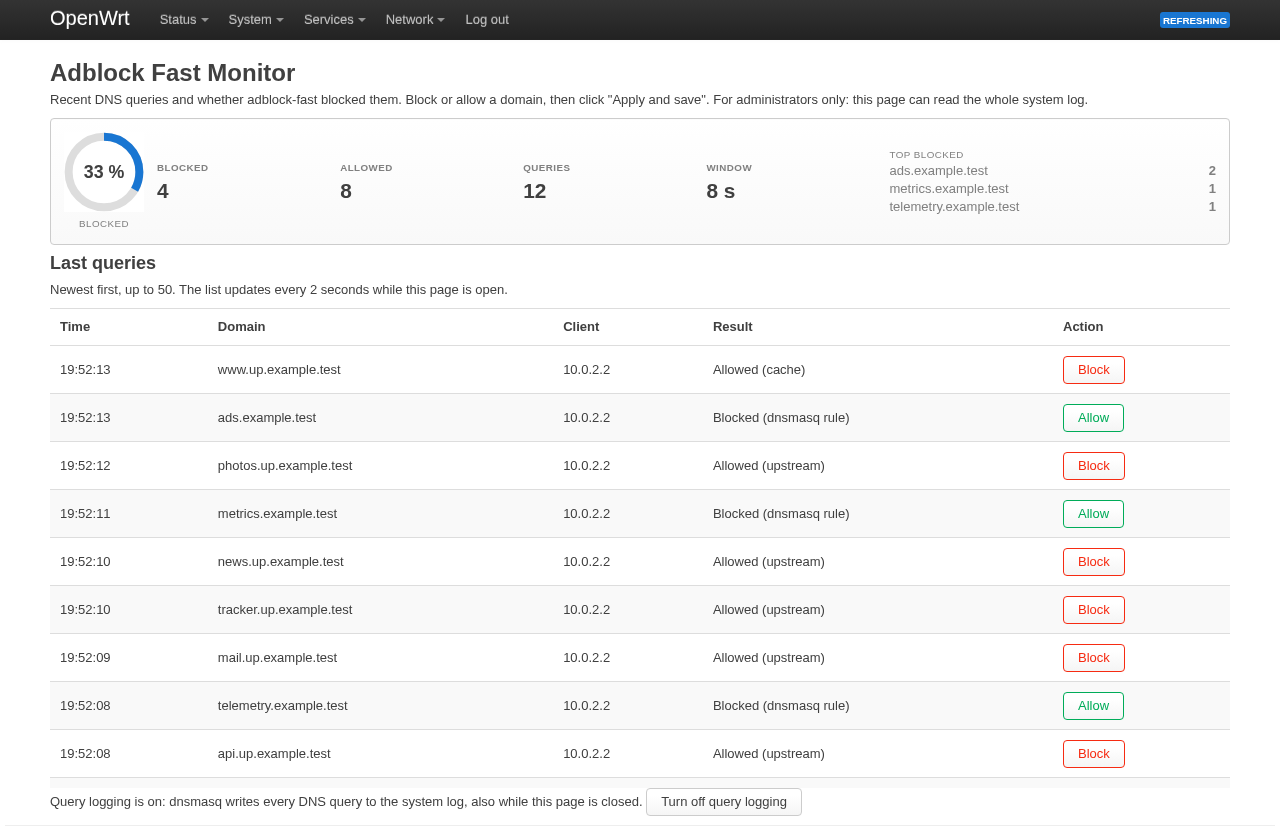 OpenWrt Status System Services Network Log out REFRESHING
Adblock Fast Monitor
Recent DNS queries and whether adblock-fast blocked them. Block or allow a domain, then click "Apply and save". For administrators only: this page can read the whole system log.
33 %
BLOCKED
BLOCKED
4
ALLOWED
8
QUERIES
12
WINDOW
8 s
TOP BLOCKED
ads.example.test 2
metrics.example.test 1
telemetry.example.test 1
Last queries
Newest first, up to 50. The list updates every 2 seconds while this page is open.
Time Domain Client Result Action
19:52:13 www.up.example.test 10.0.2.2 Allowed (cache) Block
19:52:13 ads.example.test 10.0.2.2 Blocked (dnsmasq rule) Allow
19:52:12 photos.up.example.test 10.0.2.2 Allowed (upstream) Block
19:52:11 metrics.example.test 10.0.2.2 Blocked (dnsmasq rule) Allow
19:52:10 news.up.example.test 10.0.2.2 Allowed (upstream) Block
19:52:10 tracker.up.example.test 10.0.2.2 Allowed (upstream) Block
19:52:09 mail.up.example.test 10.0.2.2 Allowed (upstream) Block
19:52:08 telemetry.example.test 10.0.2.2 Blocked (dnsmasq rule) Allow
19:52:08 api.up.example.test 10.0.2.2 Allowed (upstream) Block
Query logging is on: dnsmasq writes every DNS query to the system log, also while this page is closed. Turn off query logging